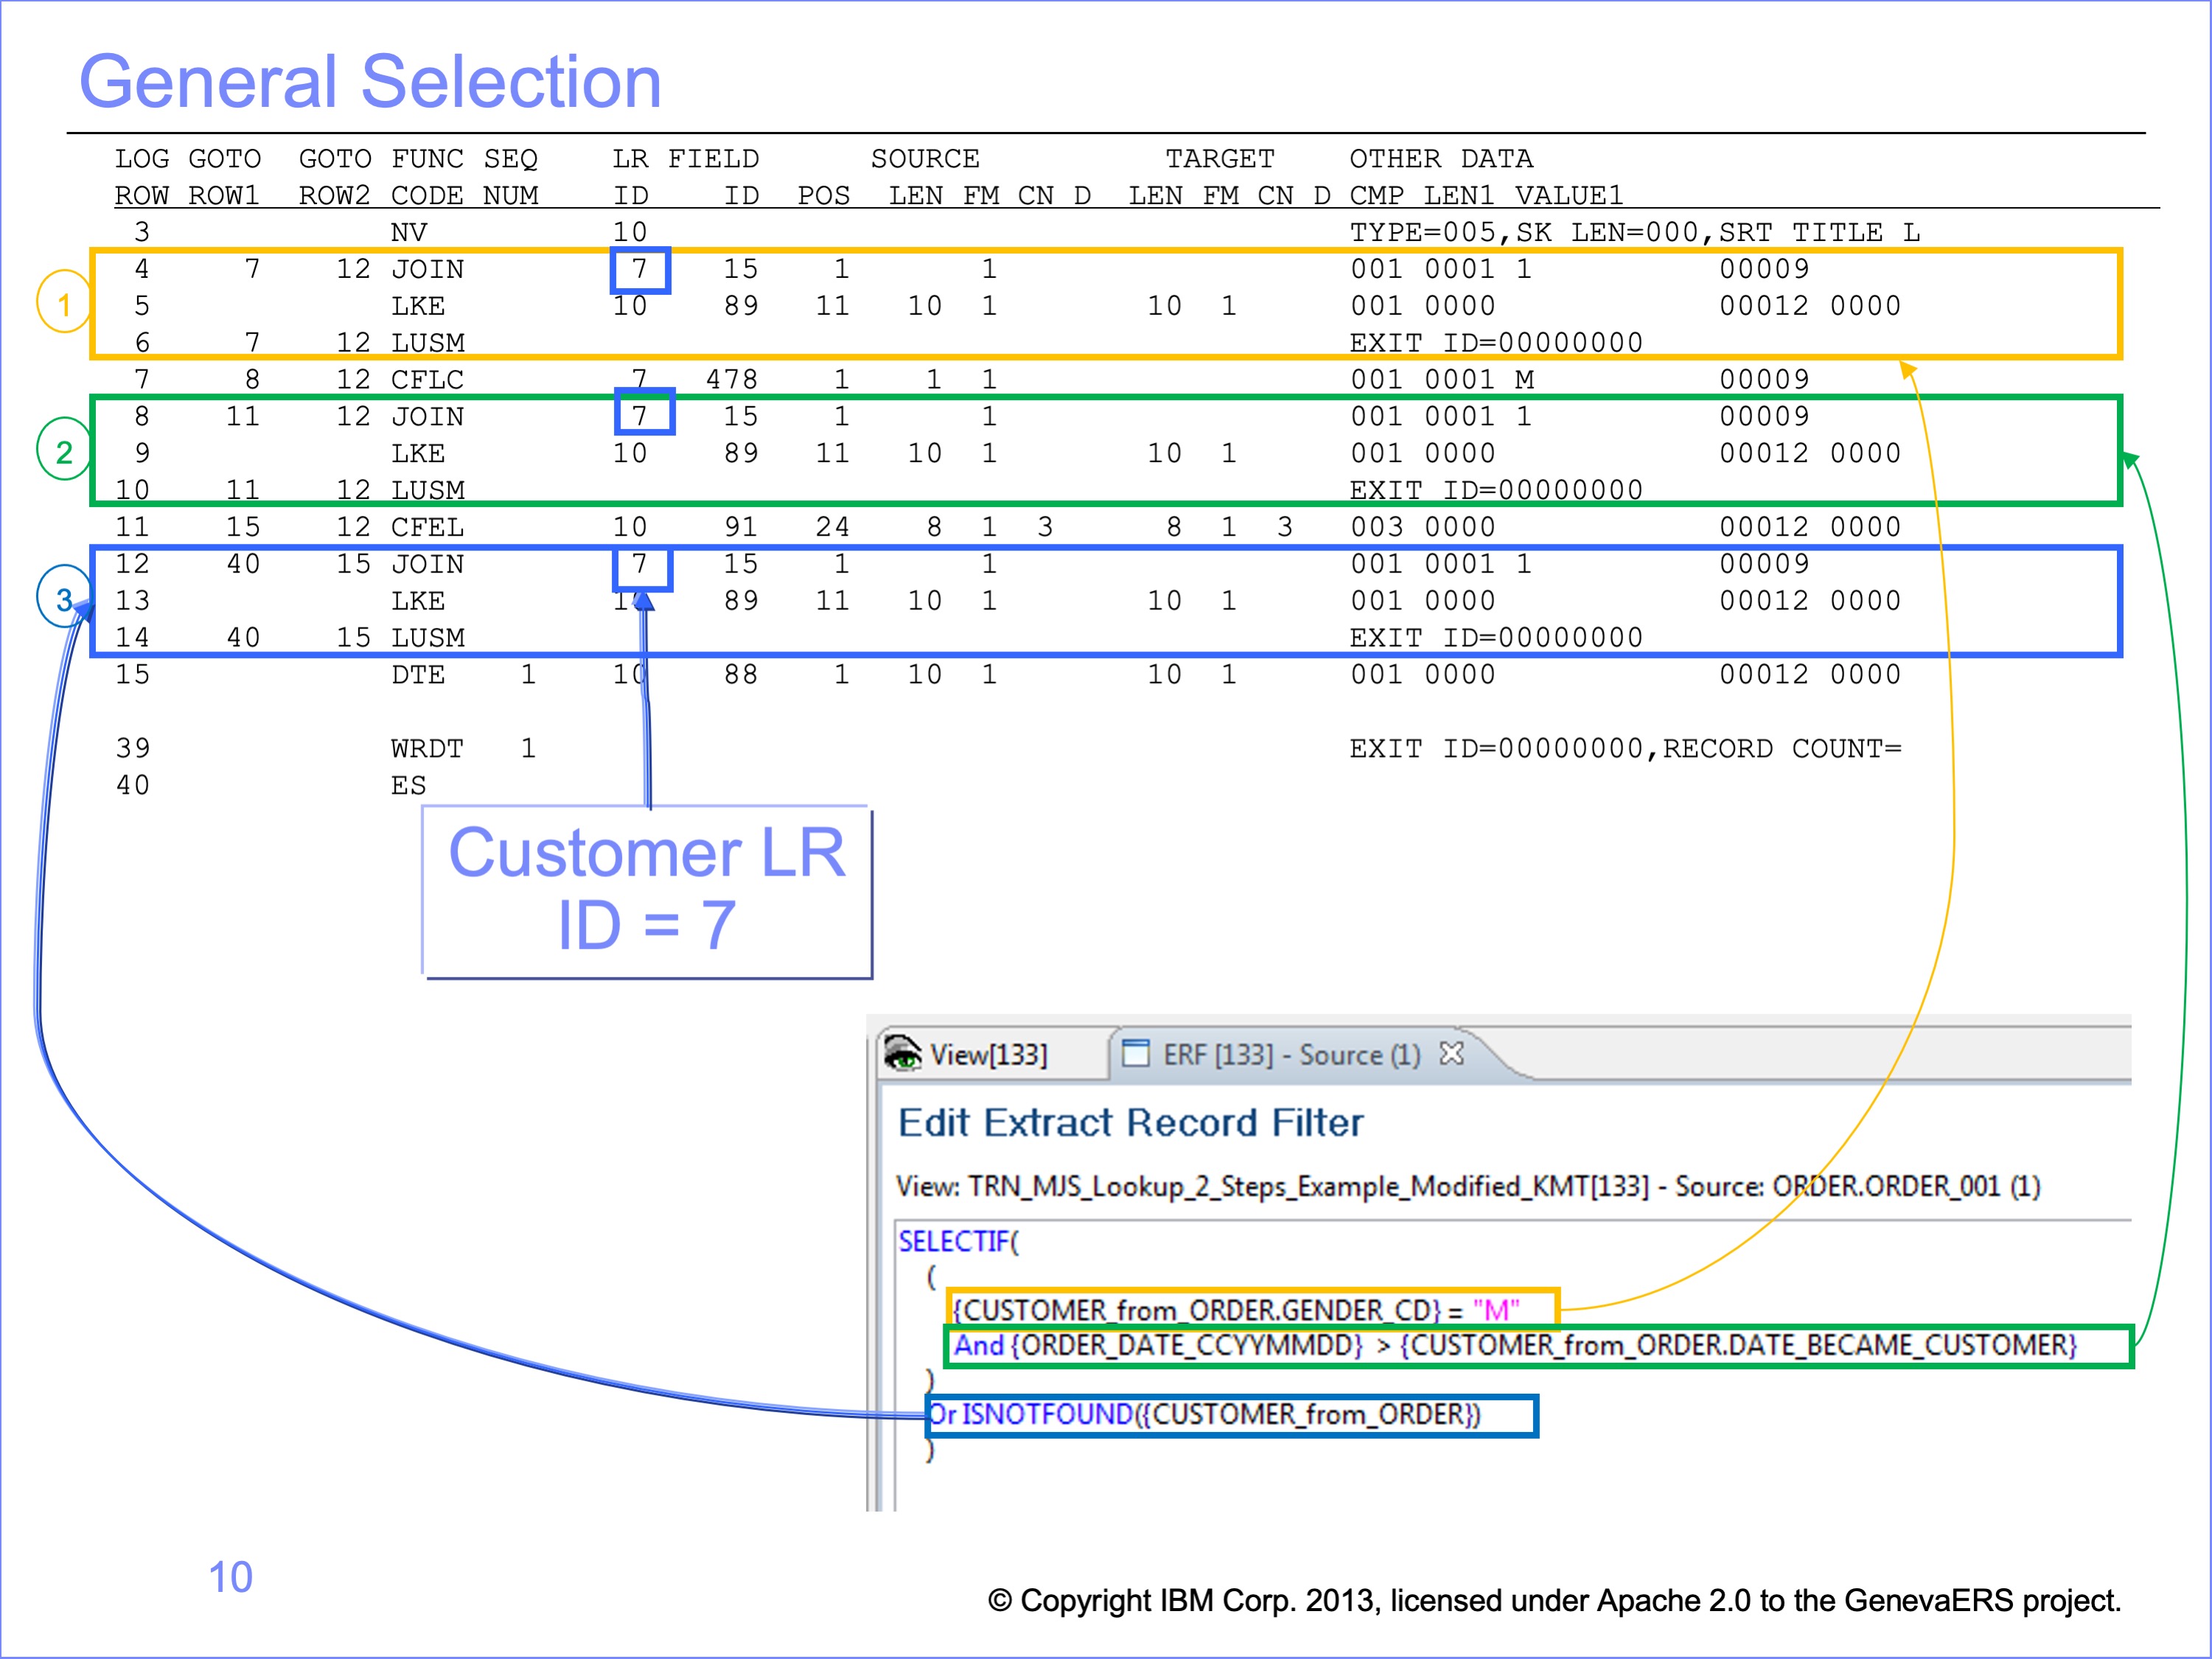 General Selection
LOG GOTO GOTO FUNC SEQ LR FIELD SOURCE TARGET OTHER DATA
ROW ROW1 ROW2 CODE NUM ID ID POS LEN FM CN D LEN FM CN D CMP LEN1 VALUE1
3 NV 10 TYPE=005,SK LEN=000,SRT TITLE L
4 7 12 JOIN 7 15 1 1 001 0001 1 00009
1
5 LKE 10 89 11 10 1 10 1 001 0000 00012 0000
6 7 12 LUSM EXIT ID=00000000
7 8 12 CFLC 7 478 1 1 1 001 0001 M 00009
8 11 12 JOIN 7 15 1 1 001 0001 1 00009
2
9 LKE 10 89 11 10 1 10 1 001 0000 00012 0000
10 11 12 LUSM EXIT ID=00000000
11 15 12 CFEL 10 91 24 8 1 3 8 1 3 003 0000 00012 0000
12 40 15 JOIN 7 15 1 1 001 0001 1 00009
3
13 LKE 10 89 11 10 1 10 1 001 0000 00012 0000
14 40 15 LUSM EXIT ID=00000000
15 DTE 1 10 88 1 10 1 10 1 001 0000 00012 0000
39 WRDT 1 EXIT ID=00000000,RECORD COUNT=
40 ES
Customer LR
ID = 7
View[133] ERF [133] - Source (1)
Edit Extract Record Filter
View: TRN_MJS_Lookup_2_Steps_Example_Modified_KMT[133] - Source: ORDER.ORDER_001 (1)
SELECTIF(
(
{CUSTOMER_from_ORDER.GENDER_CD} = "M"
And {ORDER_DATE_CCYYMMDD} > {CUSTOMER_from_ORDER.DATE_BECAME_CUSTOMER}
)
Or ISNOTFOUND({CUSTOMER_from_ORDER})
)
10
© Copyright IBM Corp. 2013, licensed under Apache 2.0 to the GenevaERS project.